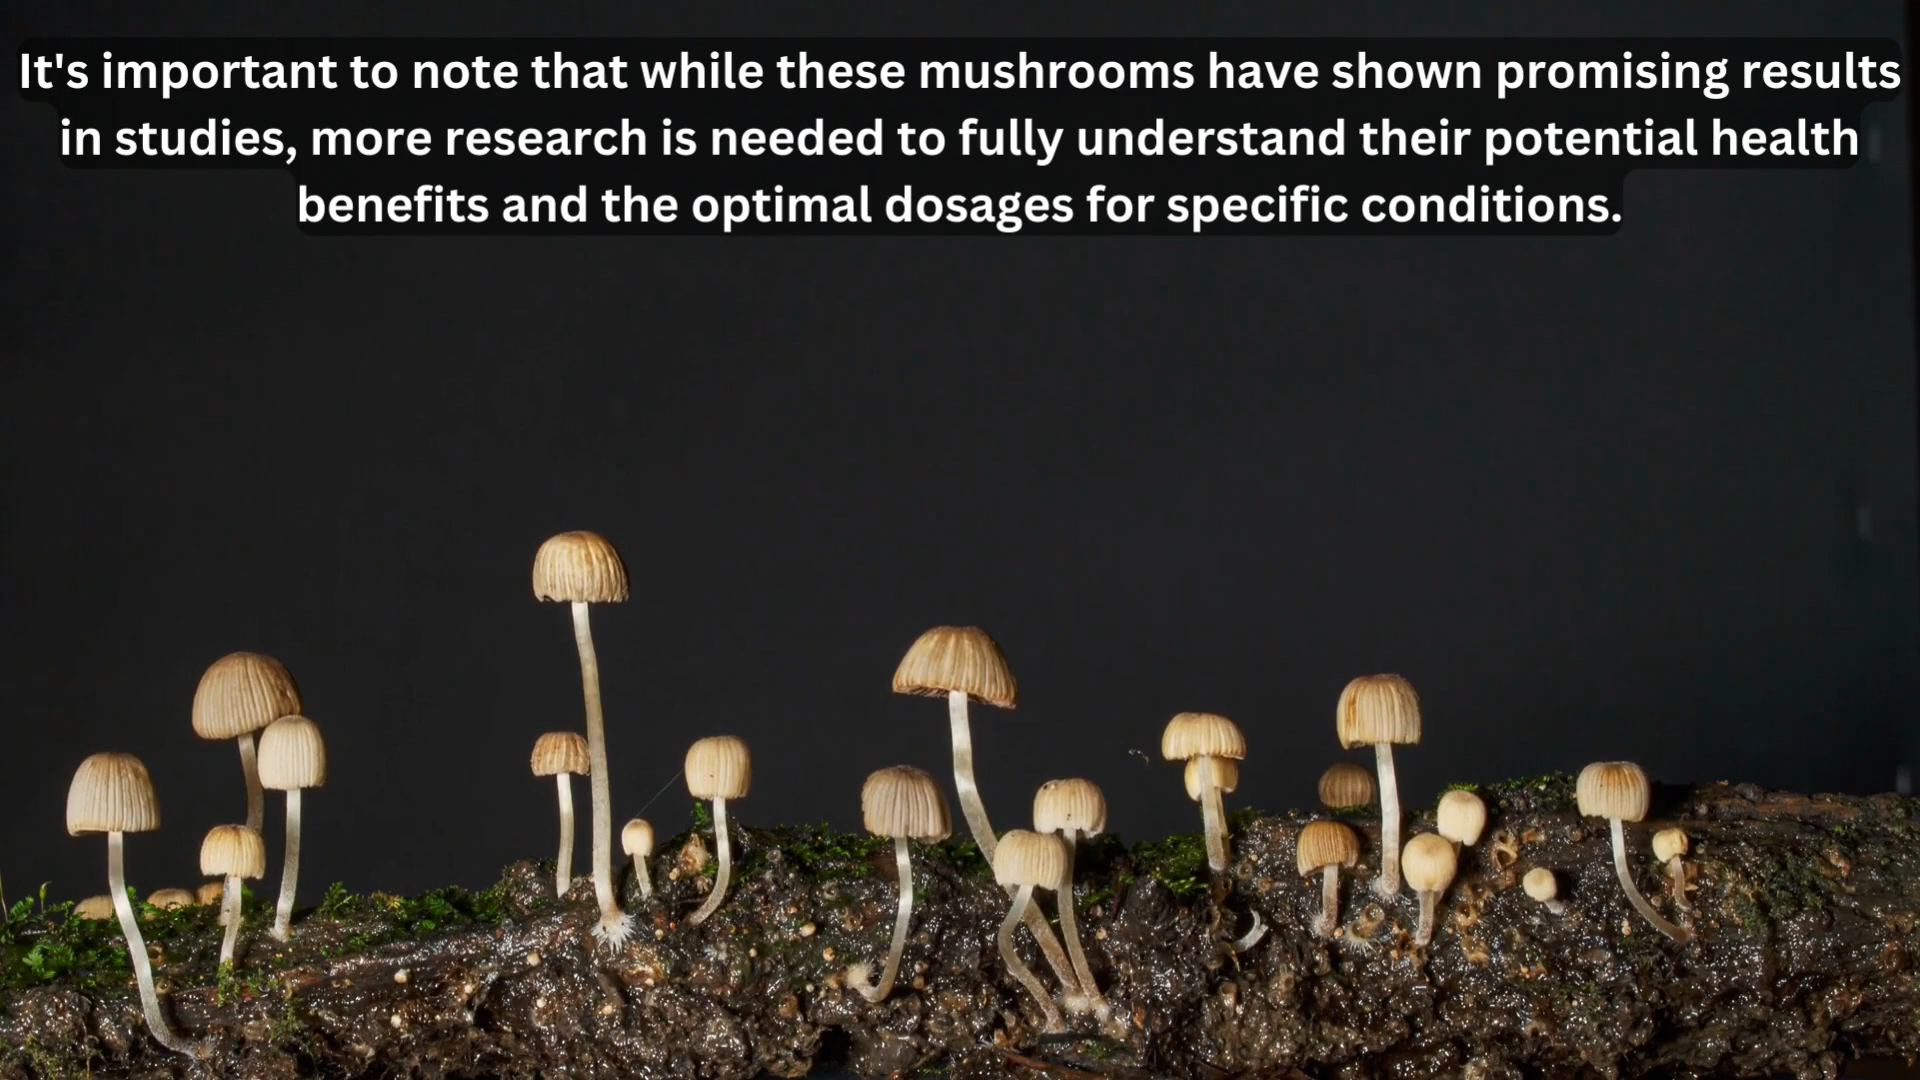 It's important to note that while these mushrooms have shown promising results
in studies, more research is needed to fully understand their potential health
benefits and the optimal dosages for specific conditions.